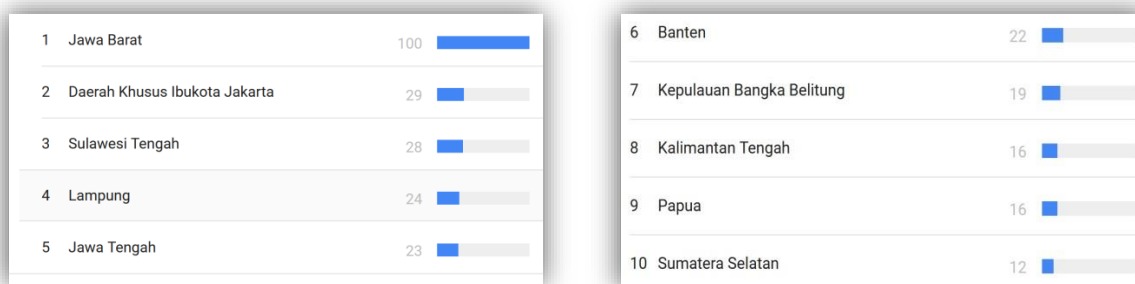 1 Jawa Barat 100
2 Daerah Khusus Ibukota Jakarta 29
3 Sulawesi Tengah 28
4 Lampung 24
5 Jawa Tengah 23
6 Banten 22
7 Kepulauan Bangka Belitung 19
8 Kalimantan Tengah 16
9 Papua 16
10 Sumatera Selatan 12